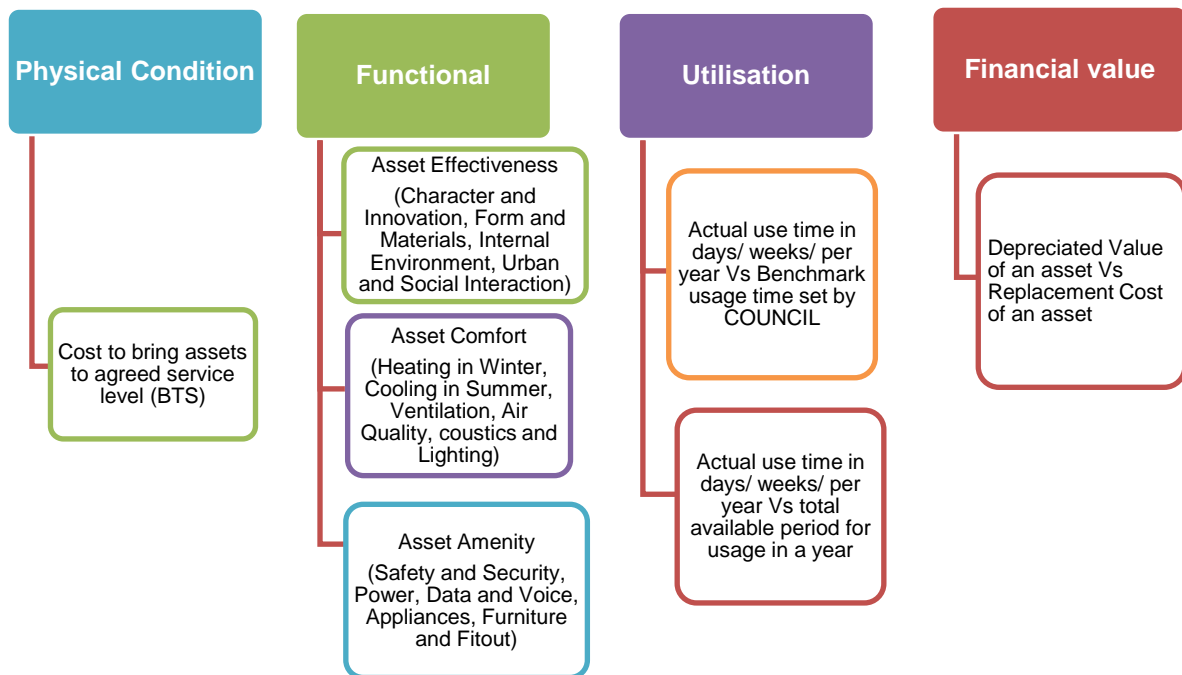 Physical Condition
Cost to bring assets
to agreed service
level (BTS)
Functional
Asset Effectiveness
(Character and
Innovation, Form and
Materials, Internal
Environment, Urban
and Social Interaction)
Asset Comfort
(Heating in Winter,
Cooling in Summer,
Ventilation, Air
Quality, coustics and
Lighting)
Asset Amenity
(Safety and Security,
Power, Data and Voice,
Appliances, Furniture
and Fitout)
Utilisation
Actual use time in
days/ weeks/ per
year Vs Benchmark
usage time set by
COUNCIL
Actual use time in
days/ weeks/ per
year Vs total
available period for
usage in a year
Financial value
Depreciated Value
of an asset Vs
Replacement Cost
of an asset